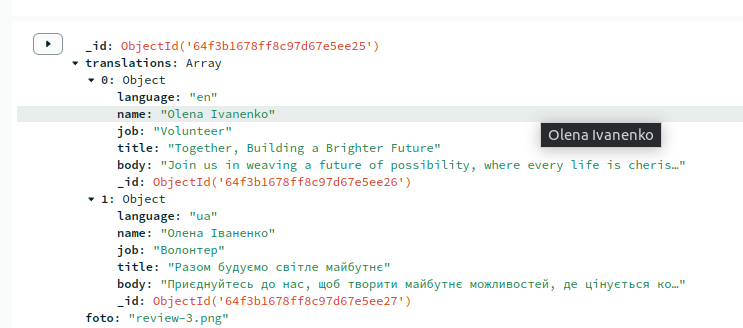 _id: ObjectId('64f3b1678ff8c97d67e5ee25')
translations: Array
0: Object
language: "en"
name: "Olena Ivanenko"
Olena Ivanenko
job: "Volunteer"
title: "Together, Building a Brighter Future"
body: "Join us in weaving a future of possibility, where every life is cheris…"
_id: ObjectId('64f3b1678ff8c97d67e5ee26')
1: Object
language: "ua"
name: "Олена Іваненко"
job: "Волонтер"
title: "Разом будуємо світле майбутнє"
body: "Приєднуйтесь до нас, щоб творити майбутнє можливостей, де цінується ко…"
_id: ObjectId('64f3b1678ff8c97d67e5ee27')
foto: "review-3.png"